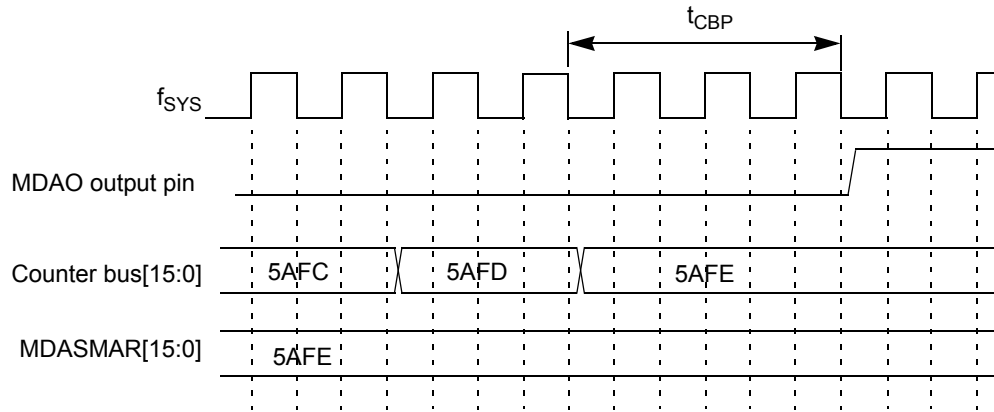 tCBP
fSYS
MDAO output pin
Counter bus[15:0]
5AFC
5AFD
5AFE
MDASMAR[15:0]
5AFE